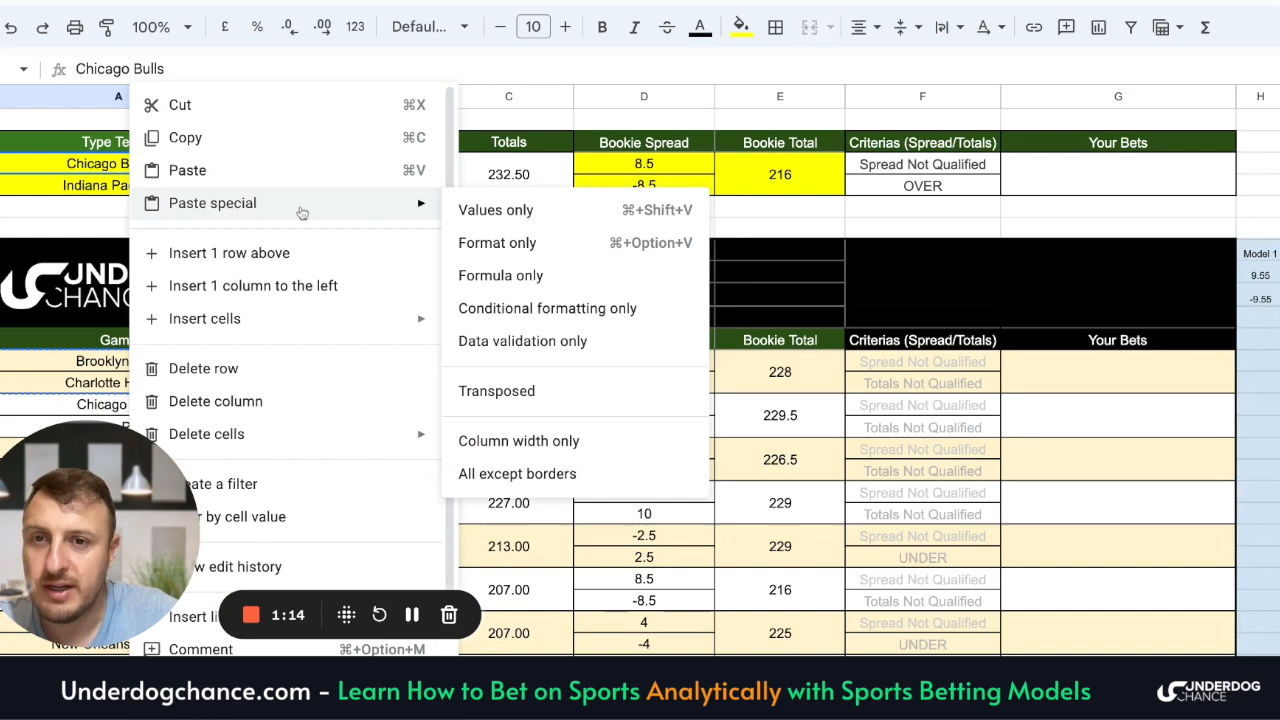 100%
£
%
.0
.00
123
Defaul...
10
B
I
A
A
Σ
fx Chicago Bulls
A
C
D
E
F
G
H
Type Te
Totals
Bookie Spread
Bookie Total
Criterias (Spread/Totals)
Your Bets
Chicago B
Indiana Pa
232.50
8.5
-8.5
216
Spread Not Qualified
OVER
Cut ⌘X
Copy ⌘C
Paste ⌘V
Paste special
Insert 1 row above
Insert 1 column to the left
Insert cells
Delete row
Delete column
Delete cells
ate a filter
r by cell value
w edit history
Insert li
Comment ⌘+Option+M
Values only ⌘+Shift+V
Format only ⌘+Option+V
Formula only
Conditional formatting only
Data validation only
Transposed
Column width only
All except borders
UNDER
CHANCE
Model 1
9.55
-9.55
Gam
Bookie Total
Criterias (Spread/Totals)
Your Bets
Brooklyn
Charlotte H
228
Spread Not Qualified
Totals Not Qualified
Chicago
229.5
Spread Not Qualified
Totals Not Qualified
226.5
Spread Not Qualified
Totals Not Qualified
227.00
10
229
Spread Not Qualified
Totals Not Qualified
213.00
-2.5
2.5
229
Spread Not Qualified
UNDER
207.00
8.5
-8.5
216
Spread Not Qualified
Totals Not Qualified
New Orleans
207.00
4
-4
225
Spread Not Qualified
UNDER
1:14
Underdogchance.com - Learn How to Bet on Sports Analytically with Sports Betting Models
UNDERDOG
CHANCE